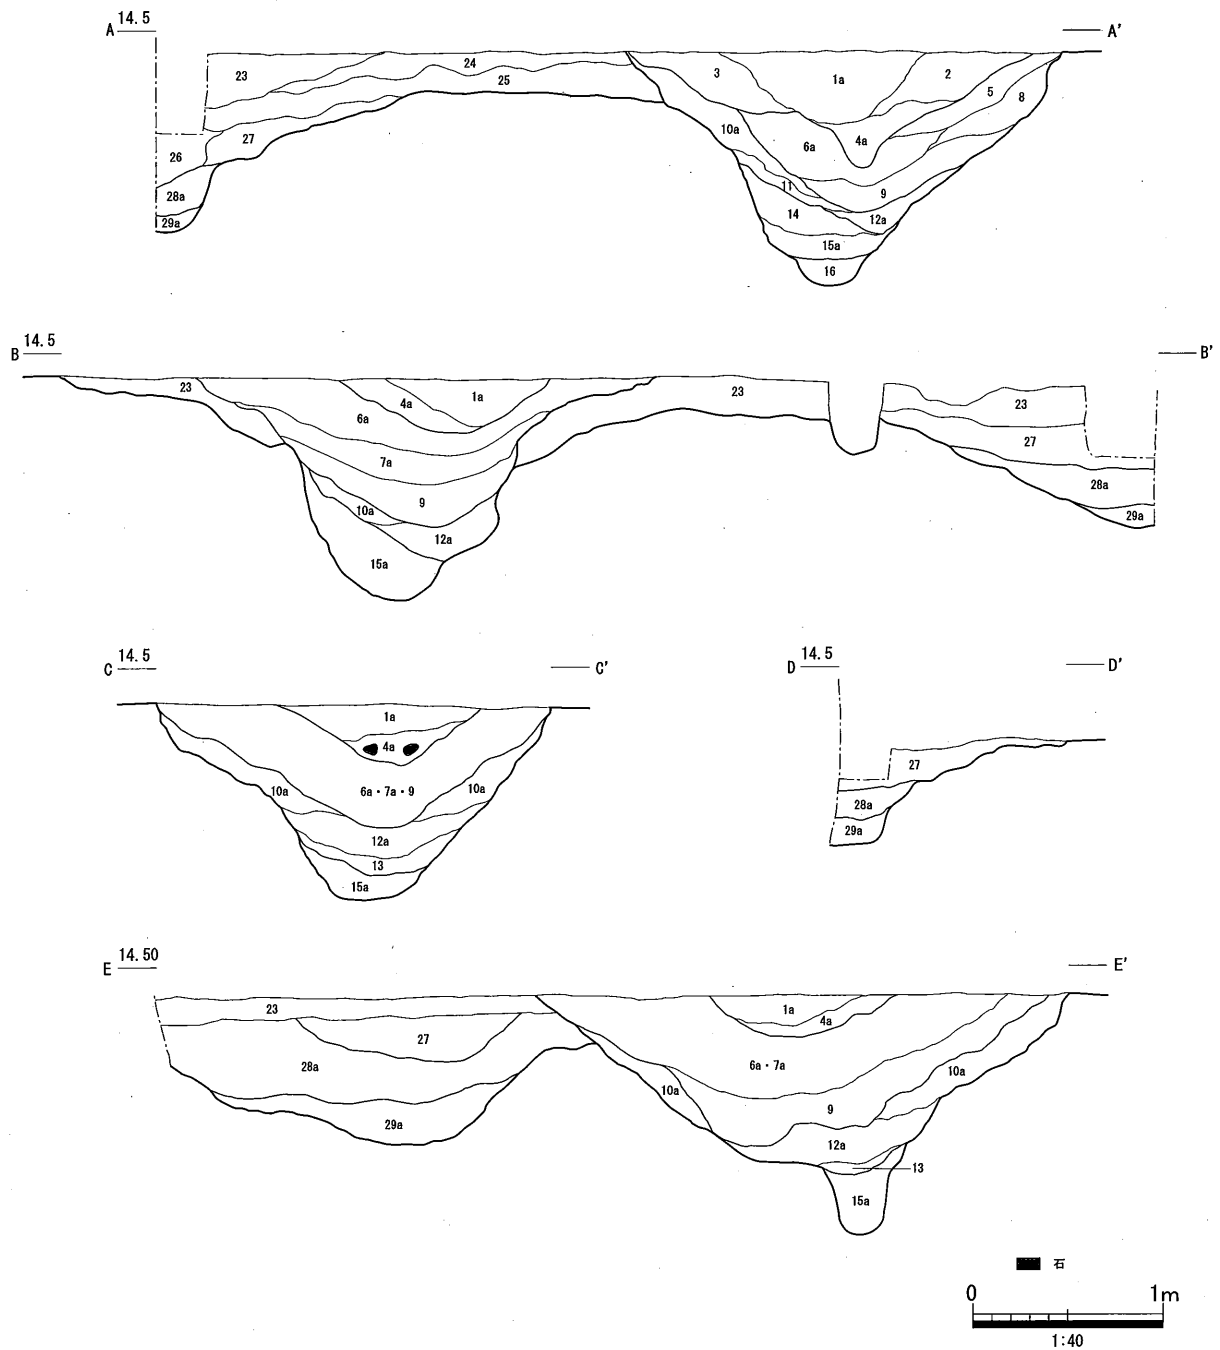 14.5
A A'
23 24 3 1a 2
25 5 8
10a 6a 4a
27
26
28a 11 9
29a 14 12a
15a
16
14.5
B B'
23 4a 1a 23 23
6a
27
7a
28a
9
10a 29a
12a
15a
14.5 14.5
C C' D D'
1a
4a
27
10a 6a・7a・9 10a
28a
12a 29a
13
15a
14.50
E E'
23 1a
4a
27
28a 6a・7a
10a 10a
9
29a
12a
13
15a
石
0 1m
1:40